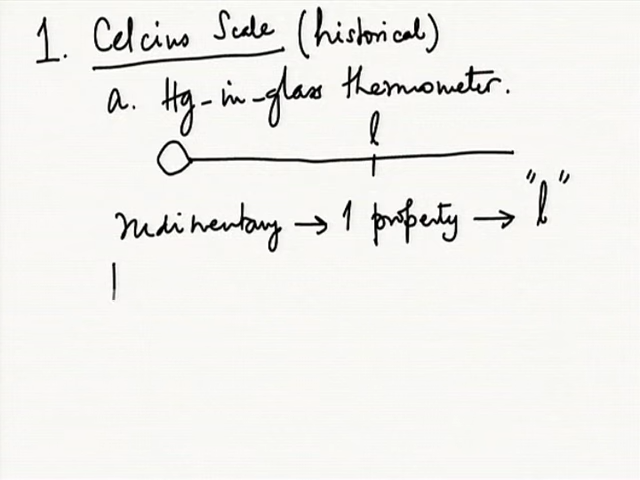 1. Celcius Scale (historical)
a. Hg-in-glass thermometer.
l
rudimentary → 1 property → "l"